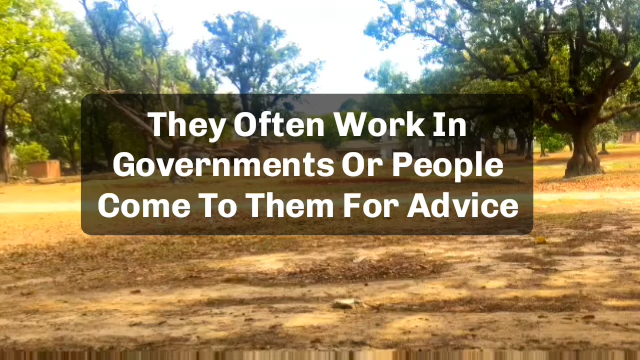 They Often Work In
Governments Or People
Come To Them For Advice